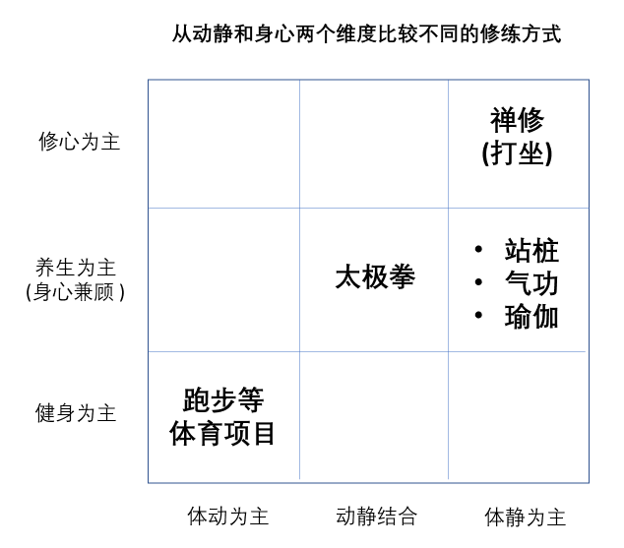 从动静和身心两个维度比较不同的修练方式
修心为主
禅修
(打坐)
养生为主
(身心兼顾)
太极拳
• 站桩
• 气功
• 瑜伽
健身为主
跑步等
体育项目
体动为主
动静结合
体静为主